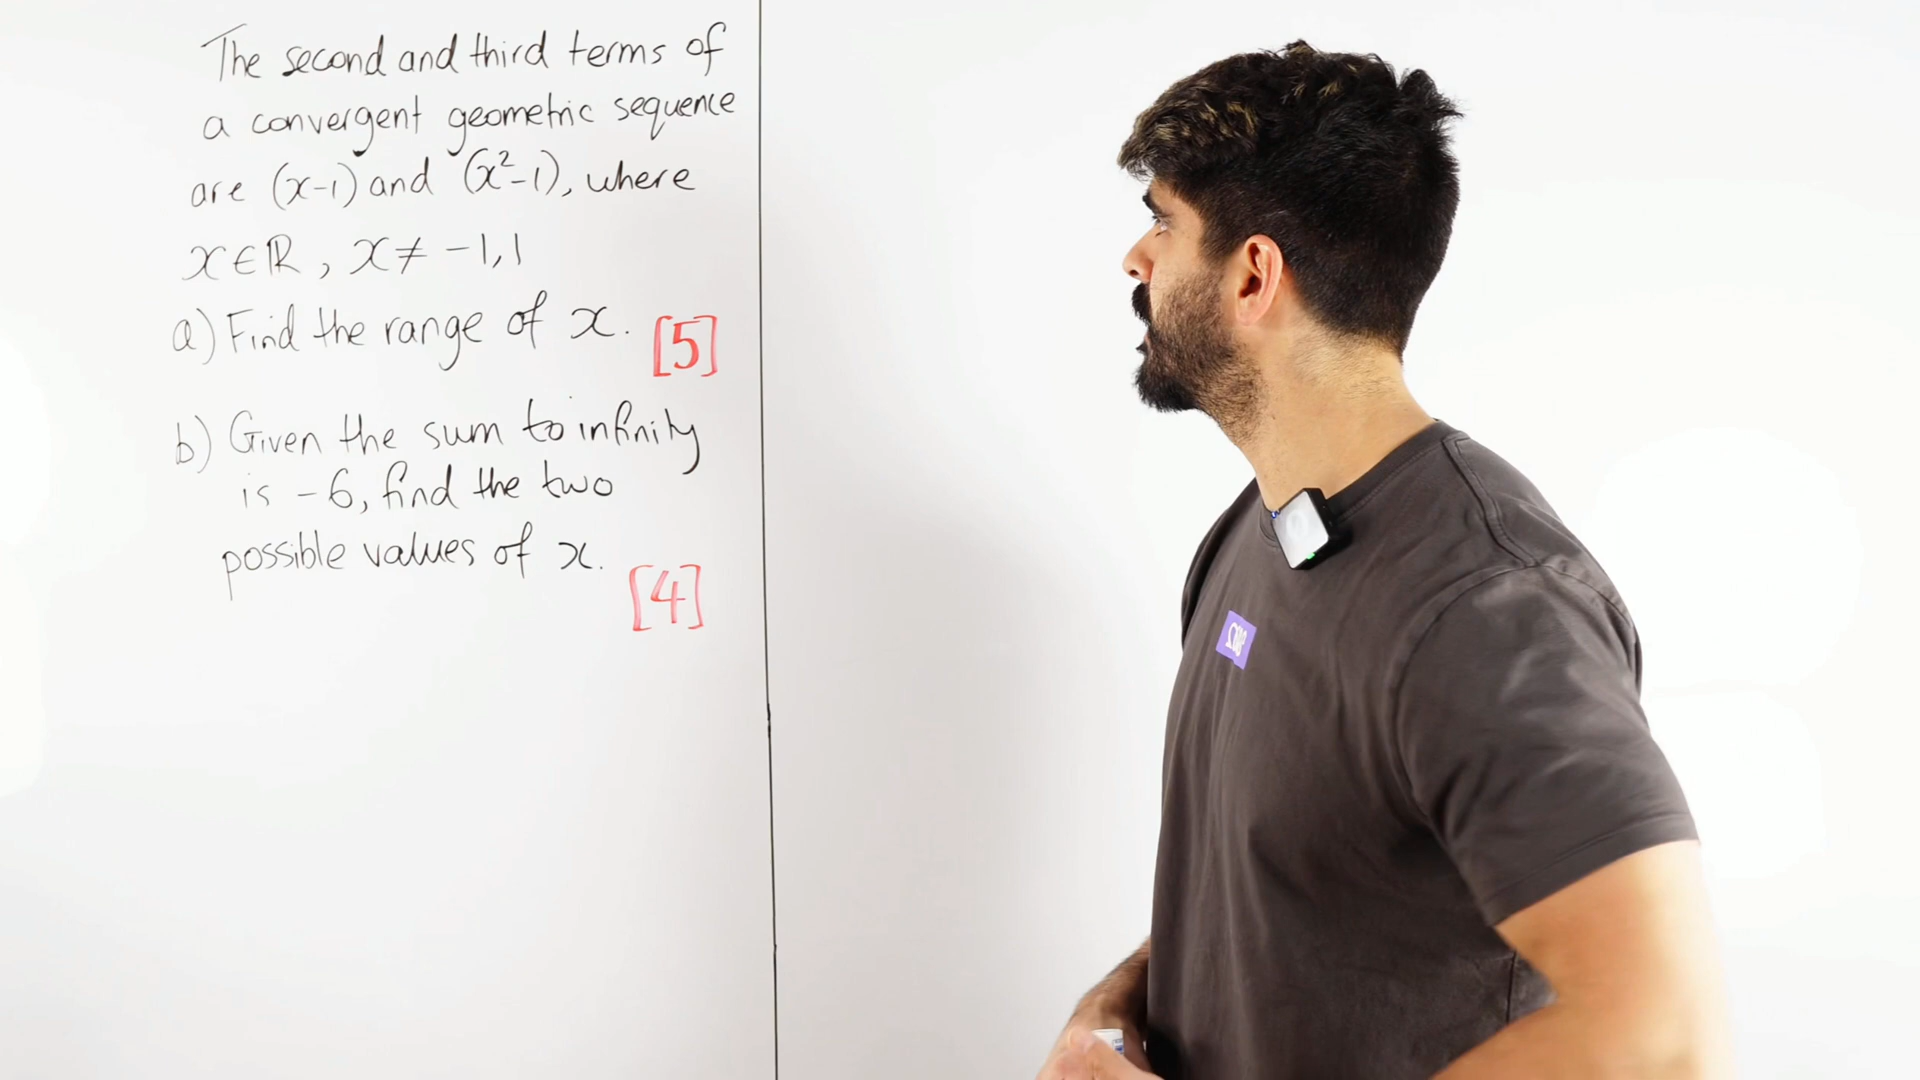 The second and third terms of
a convergent geometric sequence
are (x-1) and (x²-1), where
x∈ℝ, x≠ -1,1
a) Find the range of x. [5]
b) Given the sum to infinity
is -6, find the two
possible values of x.
[4]